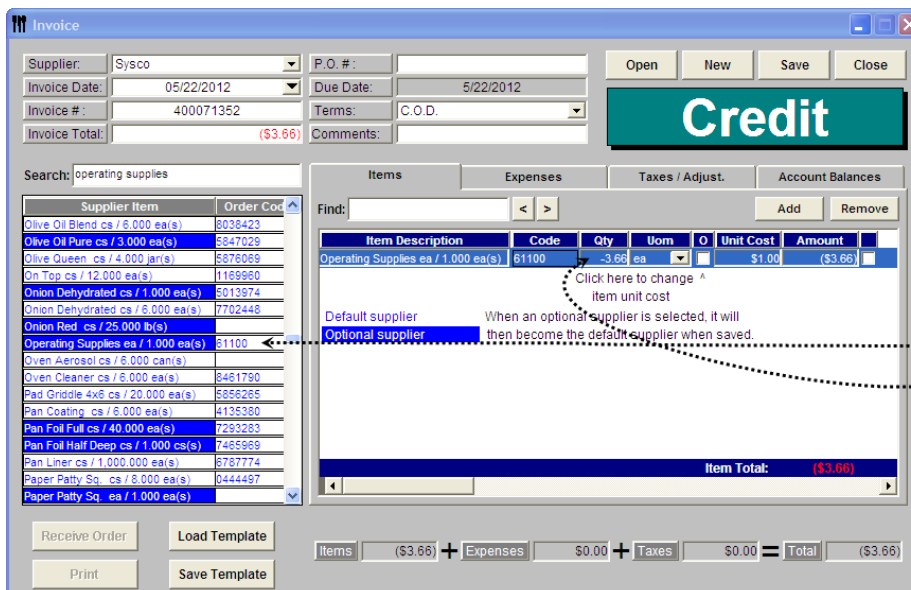 Invoice
Supplier: Sysco P.O. # : Open New Save Close
Invoice Date: 05/22/2012 Due Date: 5/22/2012
Invoice # : 400071352 Terms: C.O.D.
Invoice Total: ($3.66) Comments:
Credit
Search: operating supplies
Items Expenses Taxes / Adjust. Account Balances
Find: < > Add Remove
Supplier Item Order Cod
Olive Oil Blend cs / 6.000 ea(s) 8038423
Olive Oil Pure cs / 3.000 ea(s) 5847029
Olive Queen cs / 4.000 jar(s) 5876069
On Top cs / 12.000 ea(s) 1169960
Onion Dehydrated cs / 1.000 ea(s) 5013974
Onion Dehydrated cs / 6.000 ea(s) 7702448
Onion Red cs / 25.000 lb(s)
Operating Supplies ea / 1.000 ea(s) 61100
Oven Aerosol cs / 6.000 can(s)
Oven Cleaner cs / 6.000 ea(s) 8461790
Pad Griddle 4x6 cs / 20.000 ea(s) 5856265
Pan Coating cs / 6.000 ea(s) 4135380
Pan Foil Full cs / 40.000 ea(s) 7293283
Pan Foil Half Deep cs / 1.000 cs(s) 7465969
Pan Liner cs / 1,000.000 ea(s) 6787774
Paper Patty Sq. cs / 8.000 ea(s) 0444497
Paper Patty Sq. ea / 1.000 ea(s)
Item Description Code Qty Uom O Unit Cost Amount
Operating Supplies ea / 1.000 ea(s) 61100 -3.66 ea $1.00 ($3.66)
Click here to change ^
item unit cost
Default supplier When an optional supplier is selected, it will
Optional supplier then become the default supplier when saved.
Item Total: ($3.66)
Receive Order Load Template
Print Save Template
Items ($3.66) + Expenses $0.00 + Taxes $0.00 = Total ($3.66)